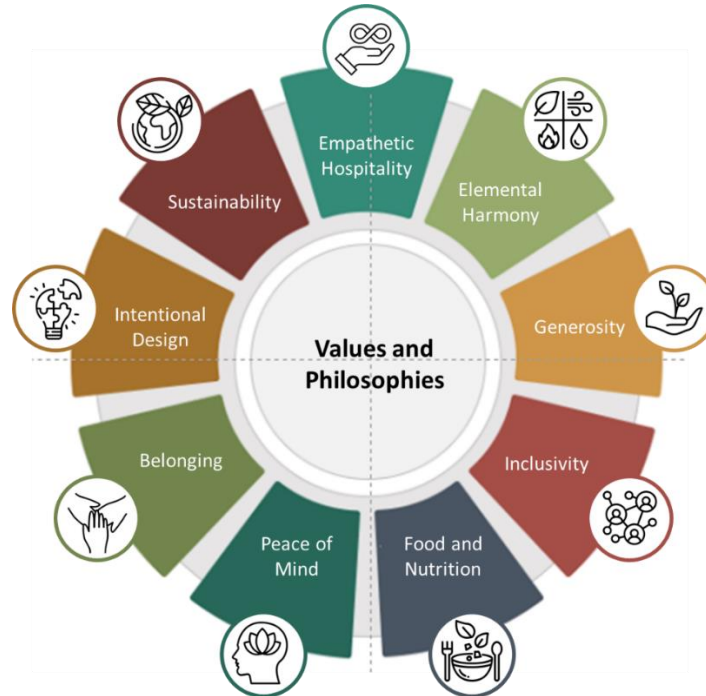 Empathetic
Hospitality
Elemental
Harmony
Generosity
Inclusivity
Food and
Nutrition
Peace of
Mind
Belonging
Intentional
Design
Sustainability
Values and
Philosophies